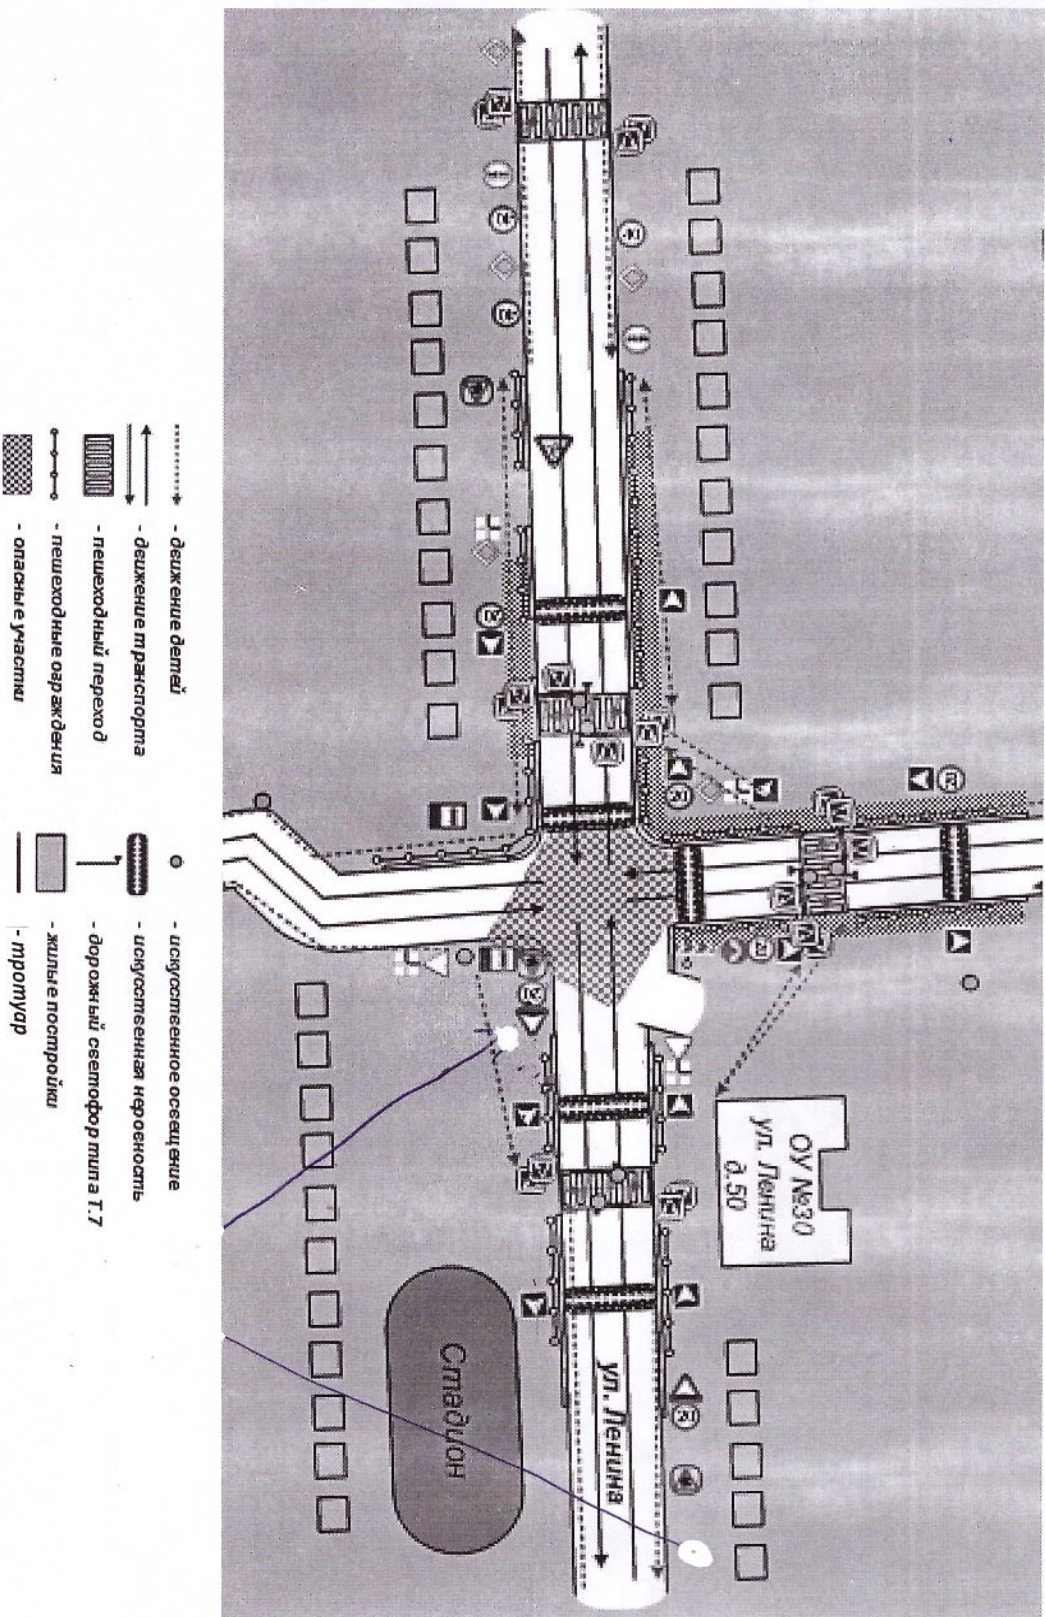 ОУ №30
ул. Ленина
д.50
ул. Ленина
Стадион
- движение детей
- движение транспорта
- пешеходный переход
- пешеходные ограждения
- опасные участки
- искусственное освещение
- искусственная неровность
- дорожный светофор типа Т.7
- жилые постройки
- тротуар